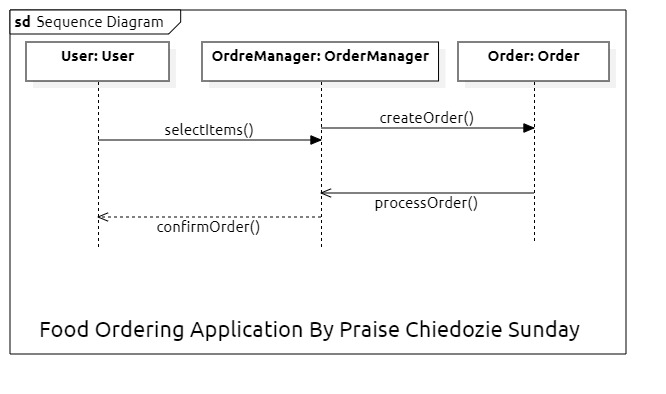 sd Sequence Diagram
User: User
OrdreManager: OrderManager
Order: Order
createOrder()
selectItems()
processOrder()
confirmOrder()
Food Ordering Application By Praise Chiedozie Sunday